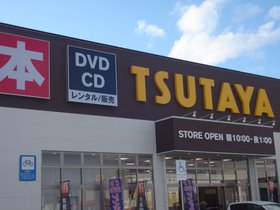 本
DVD
CD
レンタル/販売
TSUTAYA
STORE OPEN 朝10:00-夜1:00